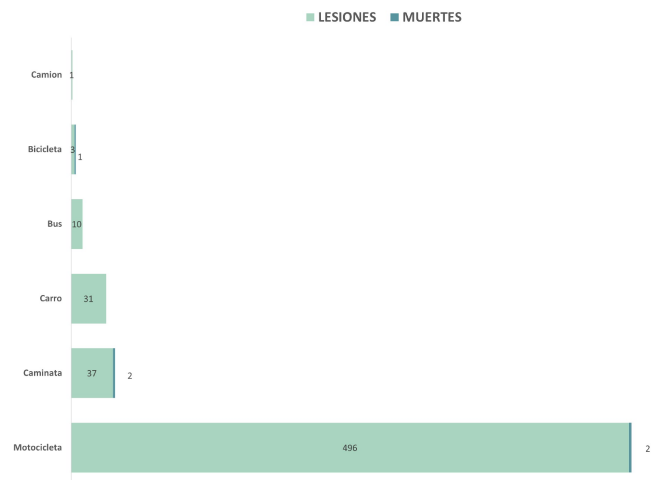 LESIONES MUERTES
Camion 1
Bicicleta 3 1
Bus 10
Carro 31
Caminata 37 2
Motocicleta 496 2